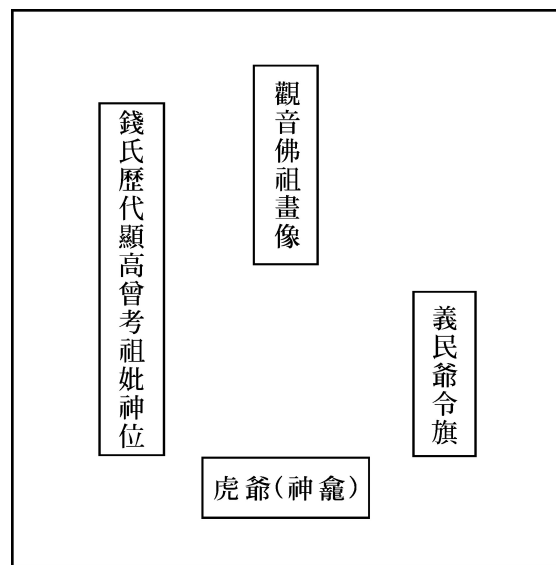 觀音佛祖畫像
錢氏歷代顯高曾考祖妣神位
義民爺令旗
虎爺(神龕)